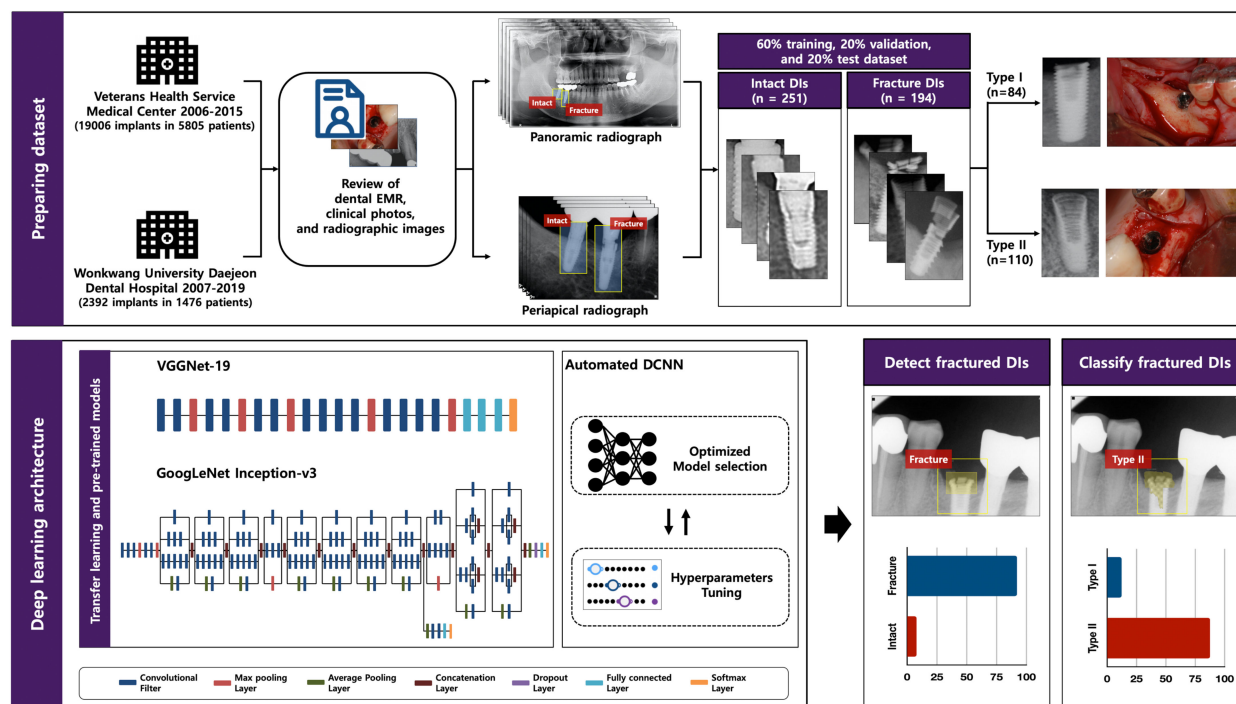 Preparing dataset
Veterans Health Service
Medical Center 2006-2015
(19006 implants in 5805 patients)
Wonkwang University Daejeon
Dental Hospital 2007-2019
(2392 implants in 1476 patients)
Review of
dental EMR,
clinical photos,
and radiographic images
Intact
Fracture
Panoramic radiograph
Intact
Fracture
Periapical radiograph
60% training, 20% validation,
and 20% test dataset
Intact DIs
(n = 251)
Fracture DIs
(n = 194)
Type I
(n=84)
Type II
(n=110)
Deep learning architecture
Transfer learning and pre-trained models
VGGNet-19
GoogLeNet Inception-v3
Automated DCNN
Optimized
Model selection
Hyperparameters
Tuning
Convolutional
Filter
Max pooling
Layer
Average Pooling
Layer
Concatenation
Layer
Dropout
Layer
Fully connected
Layer
Softmax
Layer
Detect fractured DIs
Fracture
Fracture
Intact
0 25 50 75 100
Classify fractured DIs
Type II
Type I
Type II
0 25 50 75 100